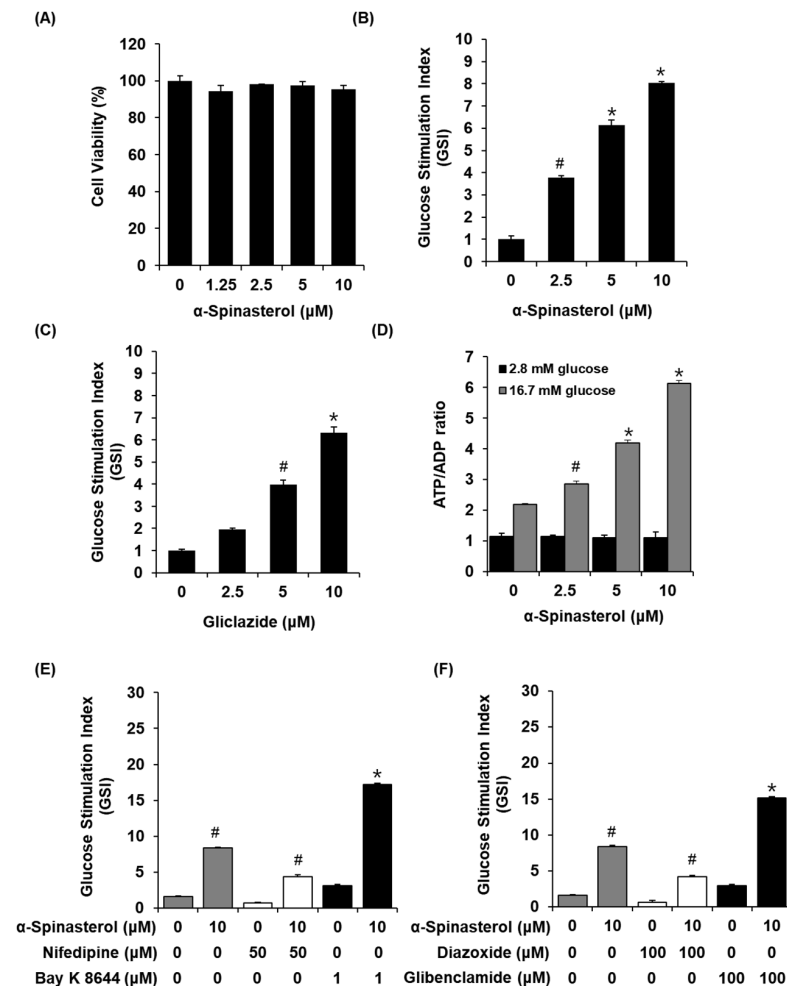 (A)
120
100
80
60
40
20
0
Cell Viability (%)
0 1.25 2.5 5 10
α-Spinasterol (µM)
(B)
10
9
8
7
6
5
4
3
2
1
0
Glucose Stimulation Index
(GSI)
# * *
0 2.5 5 10
α-Spinasterol (µM)
(C)
10
9
8
7
6
5
4
3
2
1
0
Glucose Stimulation Index
(GSI)
# *
0 2.5 5 10
Gliclazide (µM)
(D)
7
6
5
4
3
2
1
0
ATP/ADP ratio
2.8 mM glucose
16.7 mM glucose
# * *
0 2.5 5 10
α-Spinasterol (µM)
(E)
30
25
20
15
10
5
0
Glucose Stimulation Index
(GSI)
# # *
α-Spinasterol (µM) 0 10 0 10 0 10
Nifedipine (µM) 0 0 50 50 0 0
Bay K 8644 (µM) 0 0 0 0 1 1
(F)
30
25
20
15
10
5
0
Glucose Stimulation Index
(GSI)
# # *
α-Spinasterol (µM) 0 10 0 10 0 10
Diazoxide (µM) 0 0 100 100 0 0
Glibenclamide (µM) 0 0 0 0 100 100